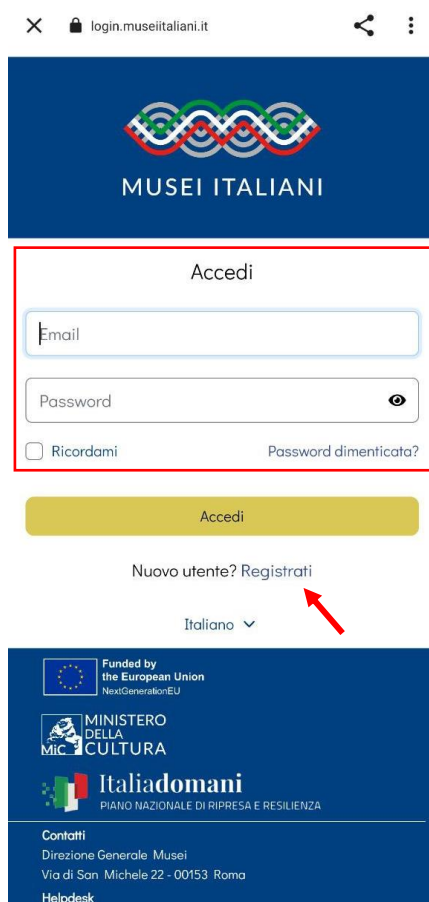 login.museiitaliani.it
MUSEI ITALIANI
Accedi
Email
Password
Ricordami Password dimenticata?
Accedi
Nuovo utente? Registrati
Italiano
Funded by
the European Union
NextGenerationEU
MiC
MINISTERO
DELLA
CULTURA
Italiadomani
PIANO NAZIONALE DI RIPRESA E RESILIENZA
Contatti
Direzione Generale Musei
Via di San Michele 22 - 00153 Roma
Helpdesk